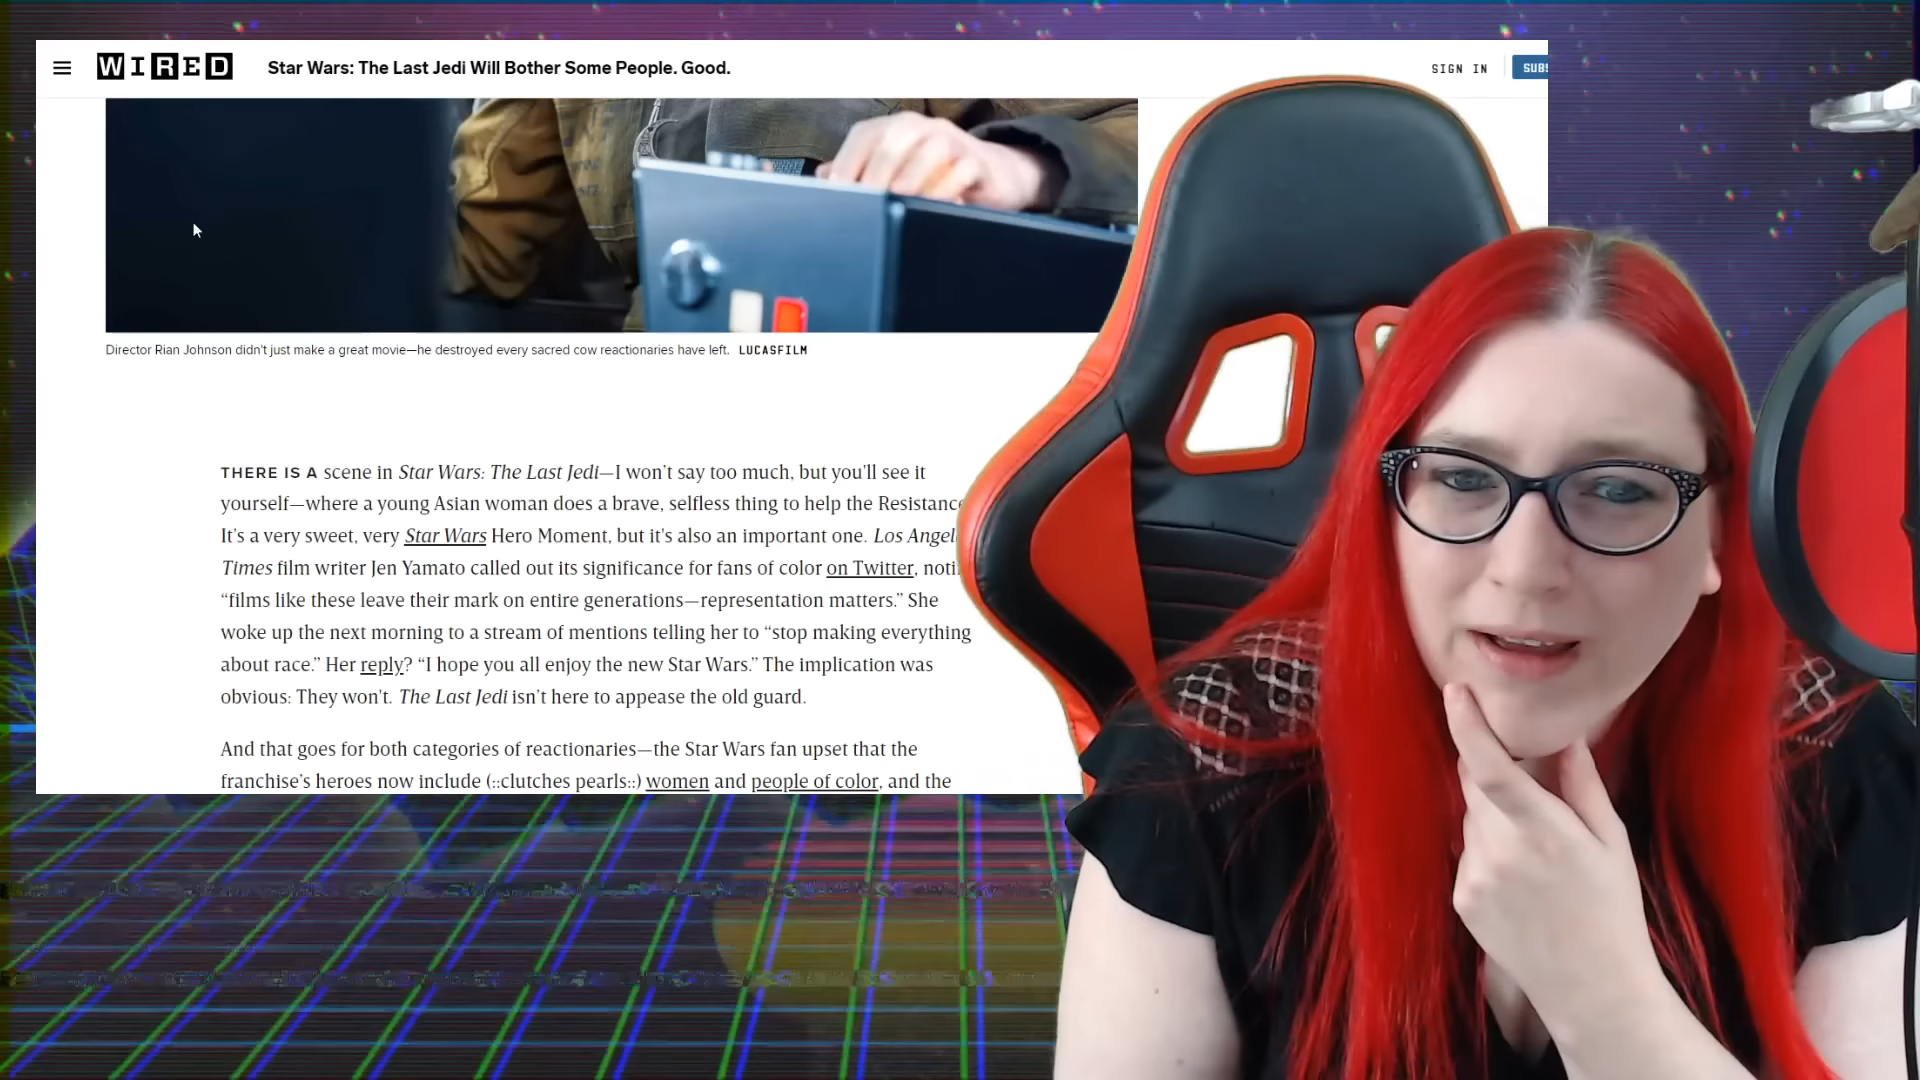 WIRED
Star Wars: The Last Jedi Will Bother Some People. Good.
SIGN IN
Director Rian Johnson didn't just make a great movie—he destroyed every sacred cow reactionaries have left. LUCASFILM
THERE IS A scene in Star Wars: The Last Jedi—I won't say too much, but you'll see it
yourself—where a young Asian woman does a brave, selfless thing to help the Resistance
It's a very sweet, very Star Wars Hero Moment, but it's also an important one. Los
Times film writer Jen Yamato called out its significance for fans of color on Twitter,
“films like these leave their mark on entire generations—representation matters.” She
woke up the next morning to a stream of mentions telling her to “stop making everything
about race.” Her reply? “I hope you all enjoy the new Star Wars.” The implication was
obvious: They won't. The Last Jedi isn't here to appease the old guard.
And that goes for both categories of reactionaries—the Star Wars fan upset that the
franchise's heroes now include (::clutches pearls::) women and people of color, and the